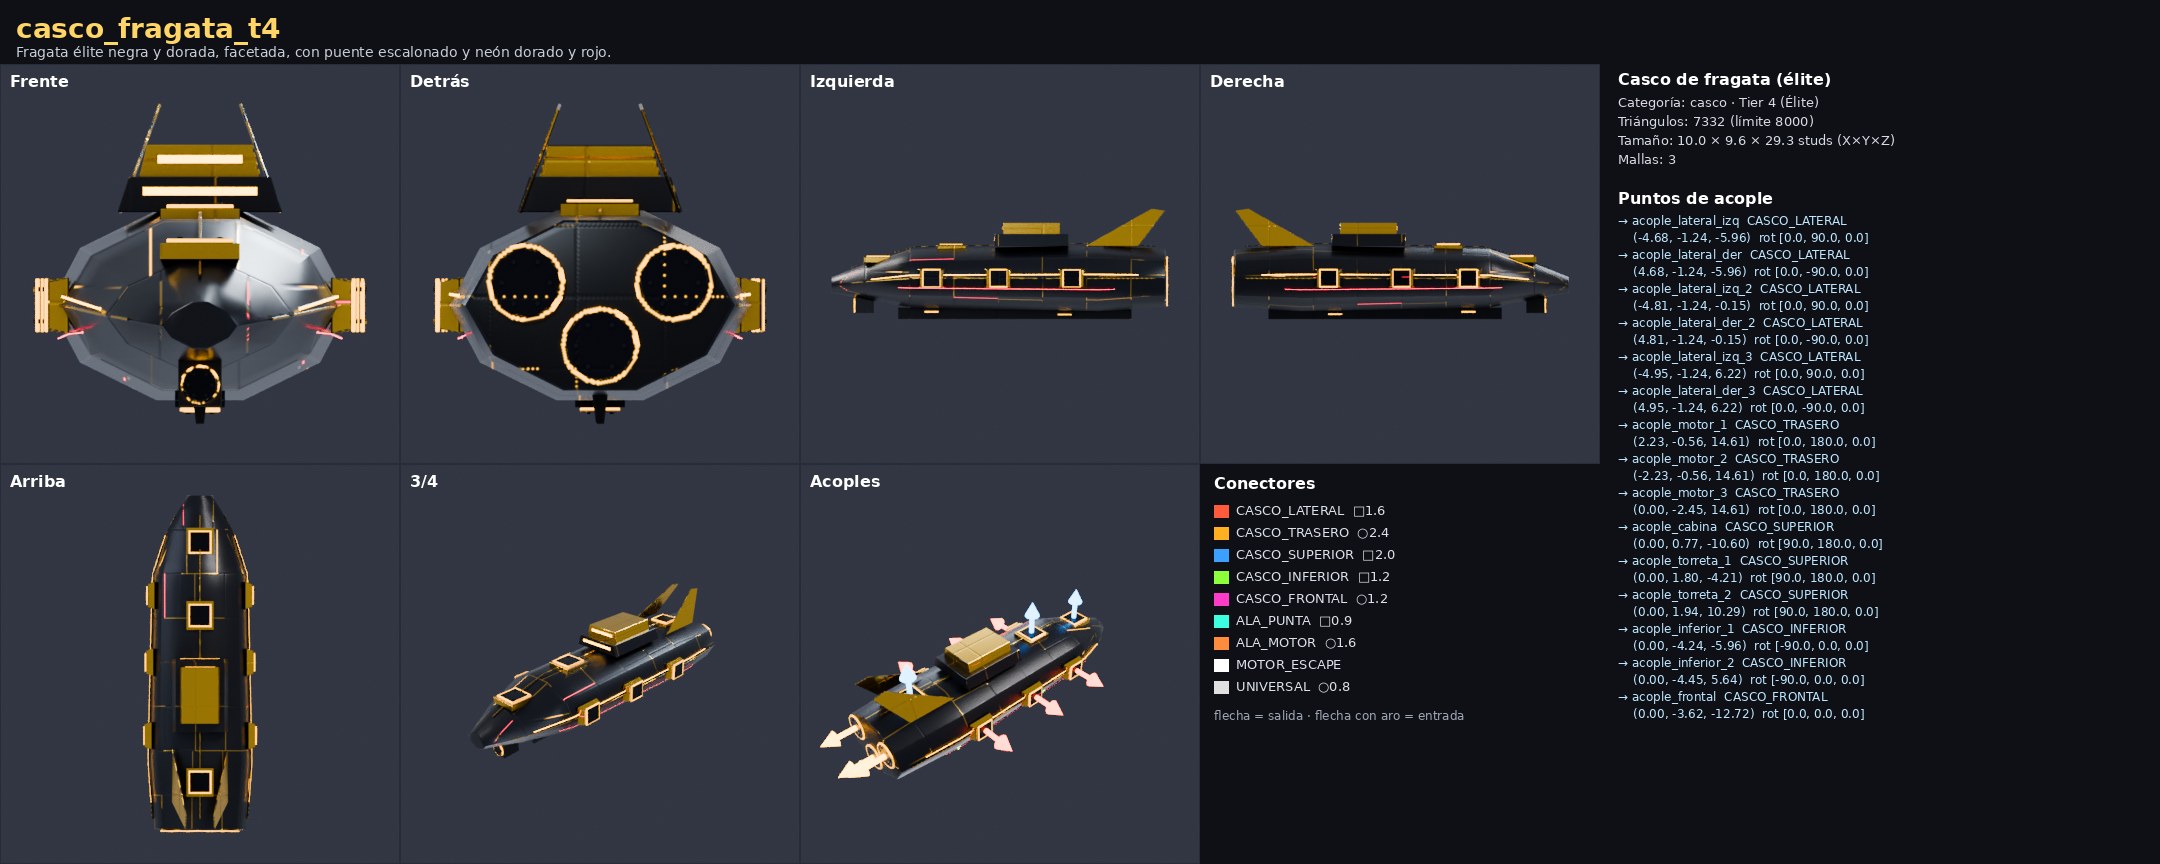 casco_fragata_t4
Fragata élite negra y dorada, facetada, con puente escalonado y neón dorado y rojo.
Frente
Detrás
Izquierda
Derecha
Arriba
3/4
Acoples
Conectores
CASCO_LATERAL □1.6
CASCO_TRASERO ○2.4
CASCO_SUPERIOR □2.0
CASCO_INFERIOR □1.2
CASCO_FRONTAL ○1.2
ALA_PUNTA □0.9
ALA_MOTOR ○1.6
MOTOR_ESCAPE
UNIVERSAL ○0.8
flecha = salida · flecha con aro = entrada
Casco de fragata (élite)
Categoría: casco · Tier 4 (Élite)
Triángulos: 7332 (límite 8000)
Tamaño: 10.0 × 9.6 × 29.3 studs (X×Y×Z)
Mallas: 3
Puntos de acople
→ acople_lateral_izq CASCO_LATERAL
(-4.68, -1.24, -5.96) rot [0.0, 90.0, 0.0]
→ acople_lateral_der CASCO_LATERAL
(4.68, -1.24, -5.96) rot [0.0, -90.0, 0.0]
→ acople_lateral_izq_2 CASCO_LATERAL
(-4.81, -1.24, -0.15) rot [0.0, 90.0, 0.0]
→ acople_lateral_der_2 CASCO_LATERAL
(4.81, -1.24, -0.15) rot [0.0, -90.0, 0.0]
→ acople_lateral_izq_3 CASCO_LATERAL
(-4.95, -1.24, 6.22) rot [0.0, 90.0, 0.0]
→ acople_lateral_der_3 CASCO_LATERAL
(4.95, -1.24, 6.22) rot [0.0, -90.0, 0.0]
→ acople_motor_1 CASCO_TRASERO
(2.23, -0.56, 14.61) rot [0.0, 180.0, 0.0]
→ acople_motor_2 CASCO_TRASERO
(-2.23, -0.56, 14.61) rot [0.0, 180.0, 0.0]
→ acople_motor_3 CASCO_TRASERO
(0.00, -2.45, 14.61) rot [0.0, 180.0, 0.0]
→ acople_cabina CASCO_SUPERIOR
(0.00, 0.77, -10.60) rot [90.0, 180.0, 0.0]
→ acople_torreta_1 CASCO_SUPERIOR
(0.00, 1.80, -4.21) rot [90.0, 180.0, 0.0]
→ acople_torreta_2 CASCO_SUPERIOR
(0.00, 1.94, 10.29) rot [90.0, 180.0, 0.0]
→ acople_inferior_1 CASCO_INFERIOR
(0.00, -4.24, -5.96) rot [-90.0, 0.0, 0.0]
→ acople_inferior_2 CASCO_INFERIOR
(0.00, -4.45, 5.64) rot [-90.0, 0.0, 0.0]
→ acople_frontal CASCO_FRONTAL
(0.00, -3.62, -12.72) rot [0.0, 0.0, 0.0]